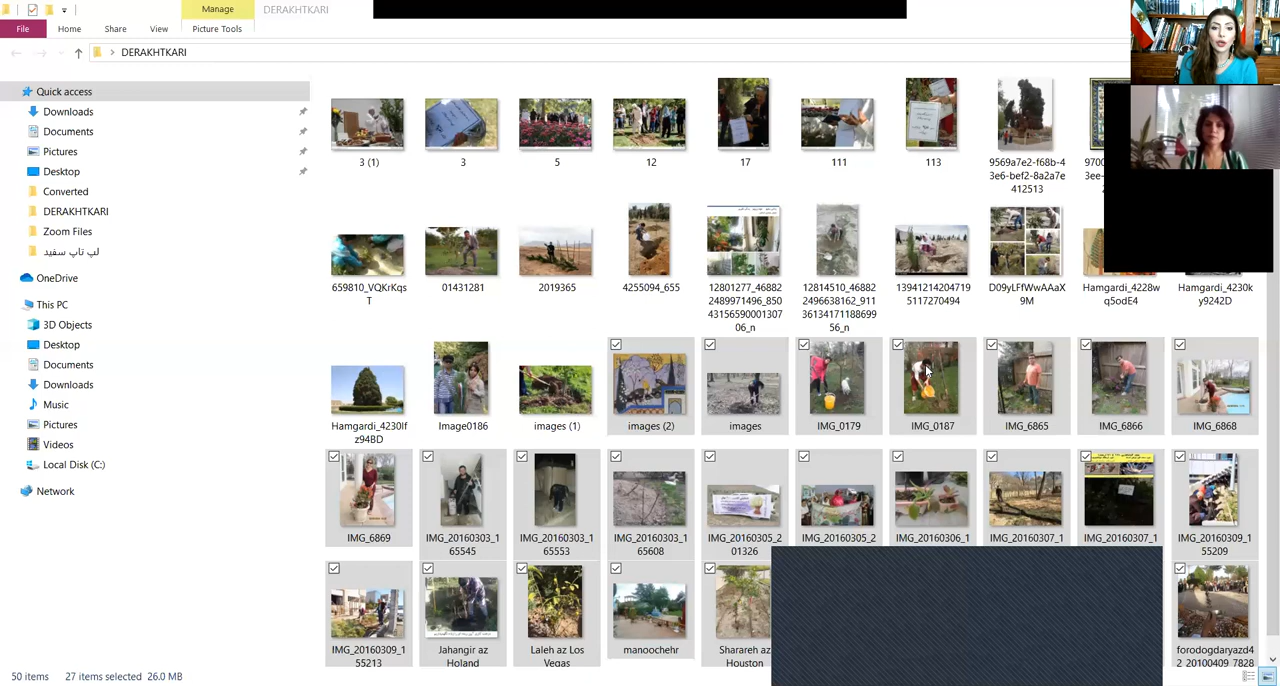 Manage
DERAKHTKARI
File
Home
Share
View
Picture Tools
DERAKHTKARI
Quick access
Downloads
Documents
Pictures
Desktop
Converted
DERAKHTKARI
Zoom Files
لپ تاپ سفید
OneDrive
This PC
3D Objects
Desktop
Documents
Downloads
Music
Pictures
Videos
Local Disk (C:)
Network
3 (1)
3
5
12
17
111
113
9569a7e2-f68b-4
3e6-bef2-8a2a7e
412513
9700
3ee-
659810_VQKrKqs
T
01431281
2019365
4255094_655
12801277_46882
2489971496_850
43156590001307
06_n
12814510_46882
2496638162_911
36134171188699
56_n
13941214204719
5117270494
D09yLFfWwAAaX
9M
Hamgardi_4228w
q5odE4
Hamgardi_4230k
y9242D
Hamgardi_4230lf
z94BD
Image0186
images (1)
images (2)
images
IMG_0179
IMG_0187
IMG_6865
IMG_6866
IMG_6868
IMG_6869
IMG_20160303_1
65545
IMG_20160303_1
65553
IMG_20160303_1
65608
IMG_20160305_2
01326
IMG_20160305_2
IMG_20160306_1
IMG_20160307_1
IMG_20160307_1
IMG_20160309_1
55209
IMG_20160309_1
55213
Jahangir az
Holand
Laleh az Los
Vegas
manoochehr
Sharareh az
Houston
forodogdaryazd4
2_20100409_7828
50 items
27 items selected
26.0 MB